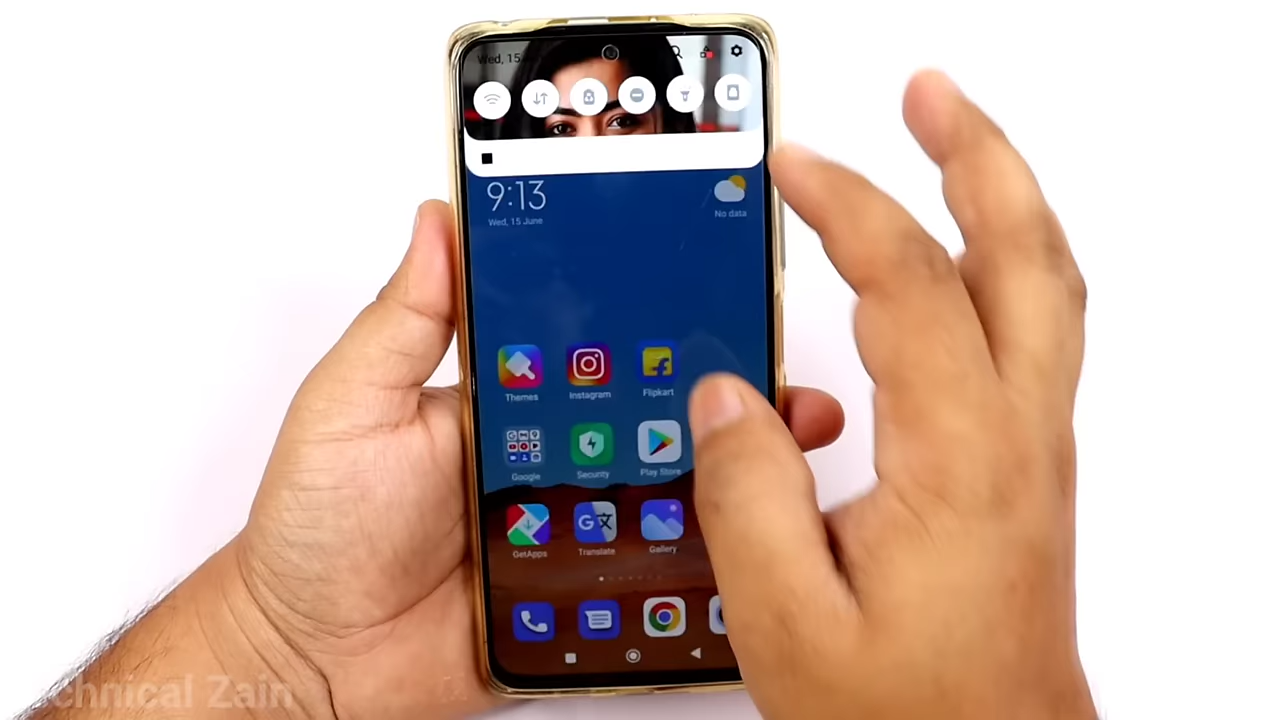 Wed, 15
9:13
Wed, 15 June
No data
Themes
Instagram
Flipkart
Google
Security
Play Store
GetApps
Translate
Gallery
chnical Zain